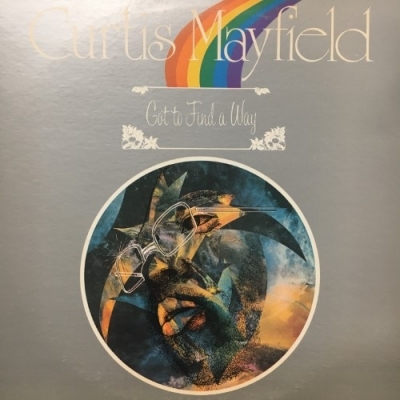 Curtis Mayfield
Got to Find a Way